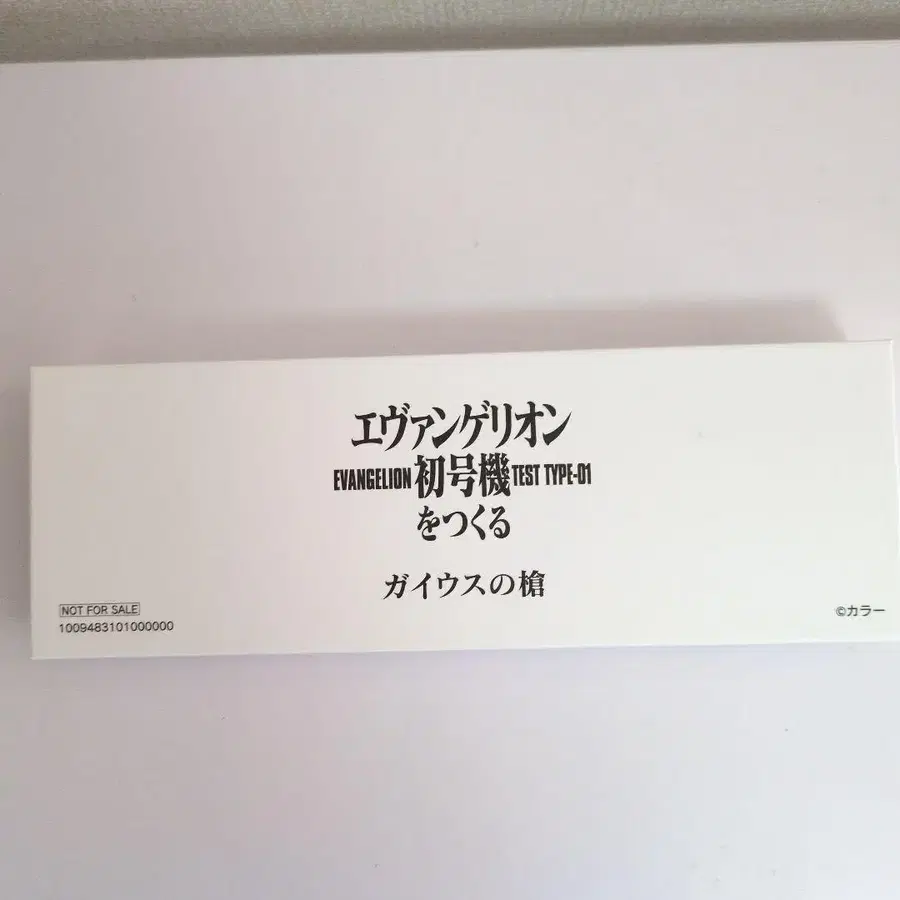 エヴァンゲリオン
EVANGELION 初号機 TEST TYPE-01
をつくる
ガイウスの槍
NOT FOR SALE
1009483101000000
©カラー